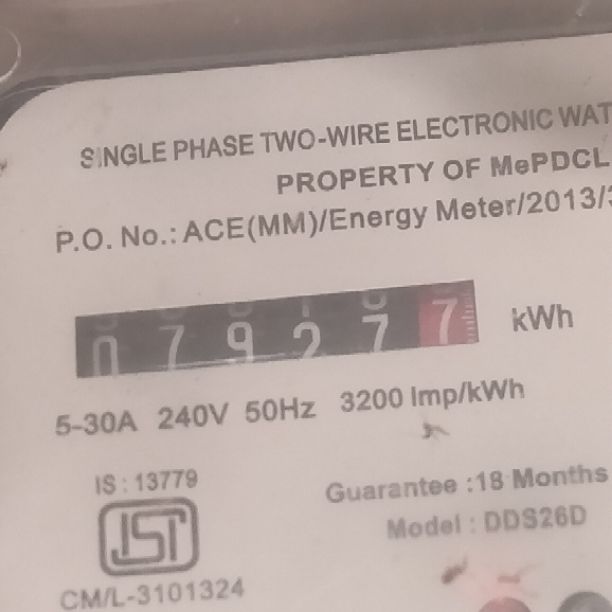 SINGLE PHASE TWO-WIRE ELECTRONIC WAT
PROPERTY OF MePDCL
P.O. No.: ACE(MM)/Energy Meter/2013/
079277 kWh
5-30A 240V 50Hz 3200 Imp/kWh
IS : 13779
Guarantee :18 Months
ISI
Model : DDS26D
CM/L-3101324